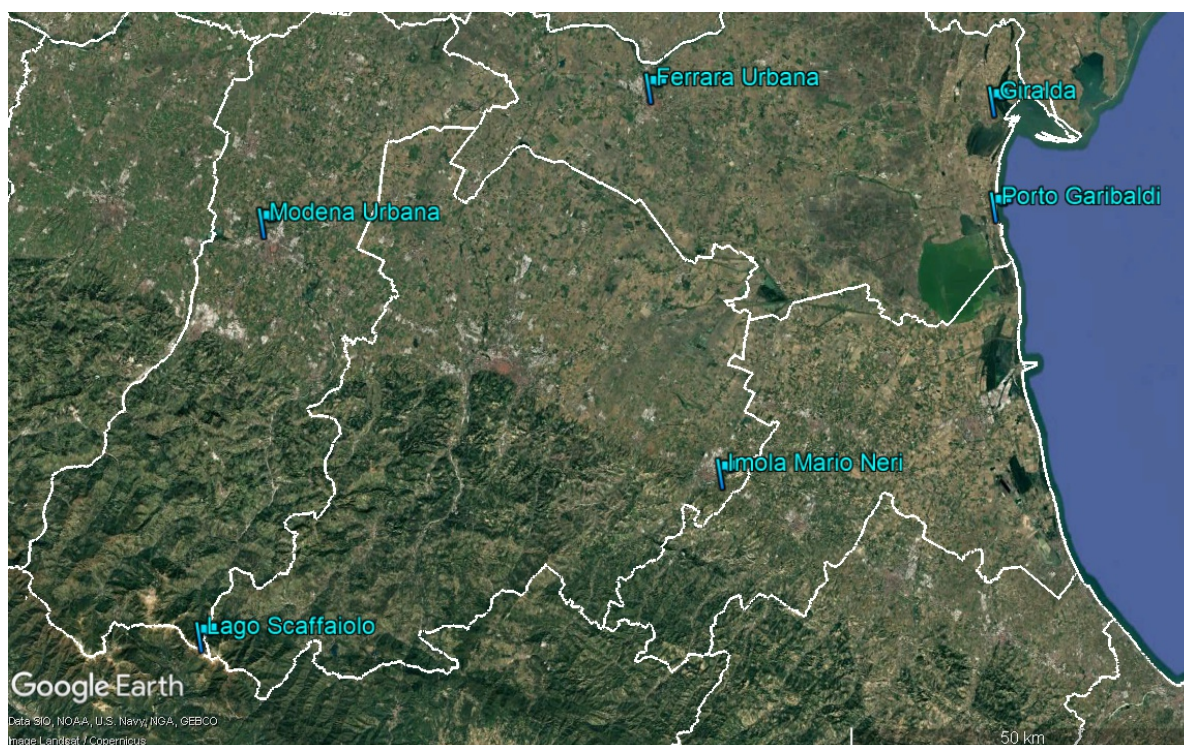 Ferrara Urbana
Giralda
Porto Garibaldi
Modena Urbana
Imola Mario Neri
Lago Scaffaiolo
Google Earth
Data SIO, NOAA, U.S. Navy, NGA, GEBCO
Image Landsat / Copernicus
50 km